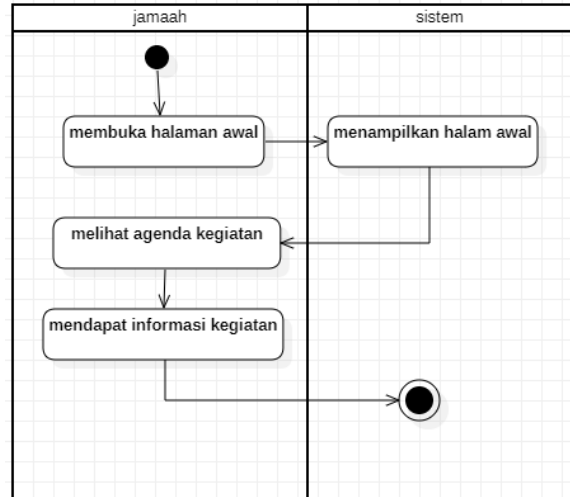 jamaah
sistem
membuka halaman awal
menampilkan halam awal
melihat agenda kegiatan
mendapat informasi kegiatan